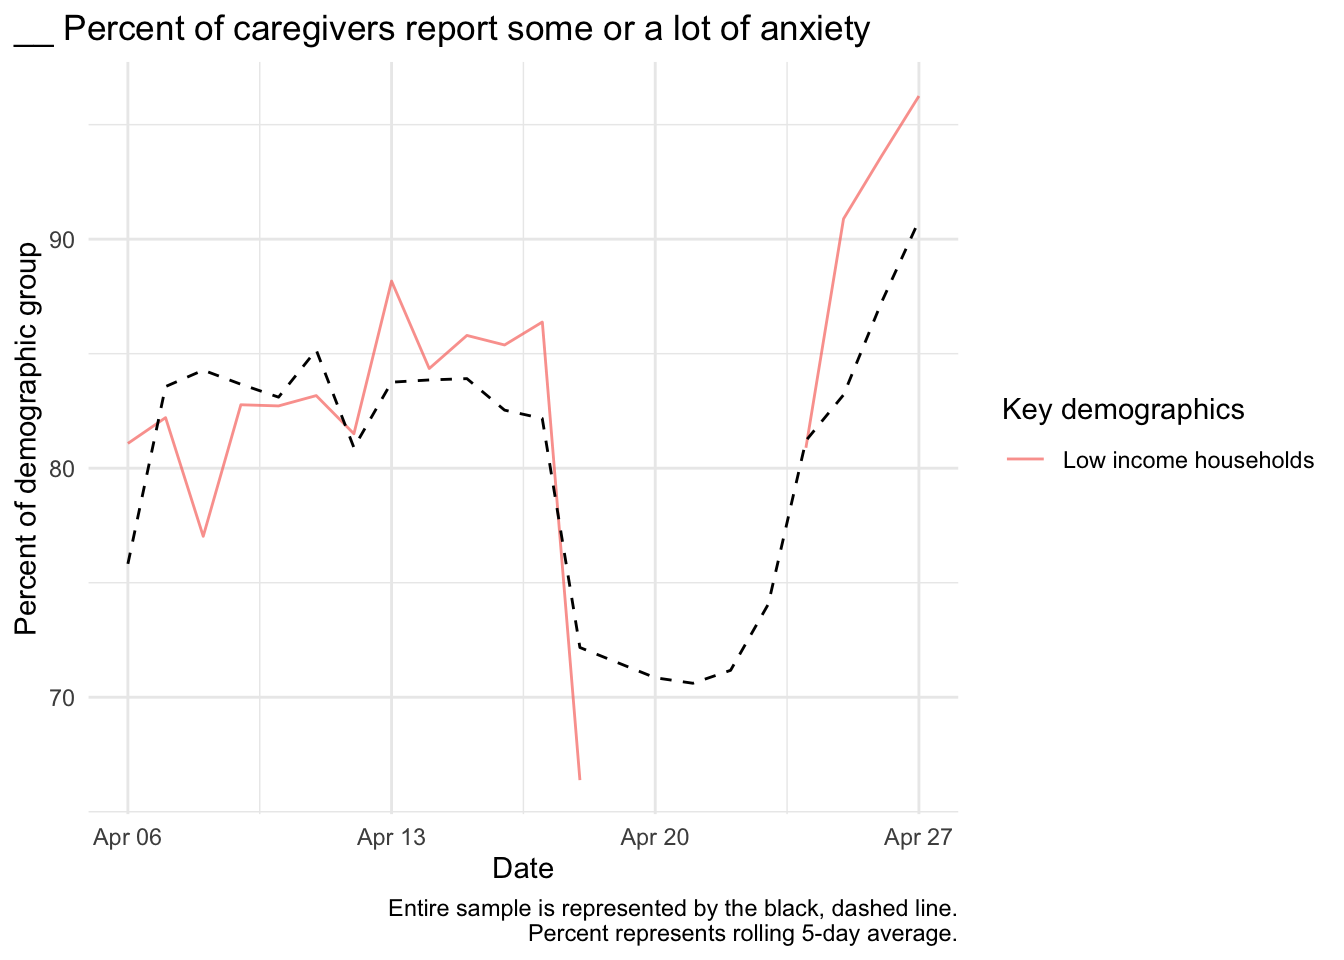 __ Percent of caregivers report some or a lot of anxiety
Percent of demographic group
90
80
70
Apr 06
Apr 13
Apr 20
Apr 27
Date
Key demographics
Low income households
Entire sample is represented by the black, dashed line.
Percent represents rolling 5-day average.